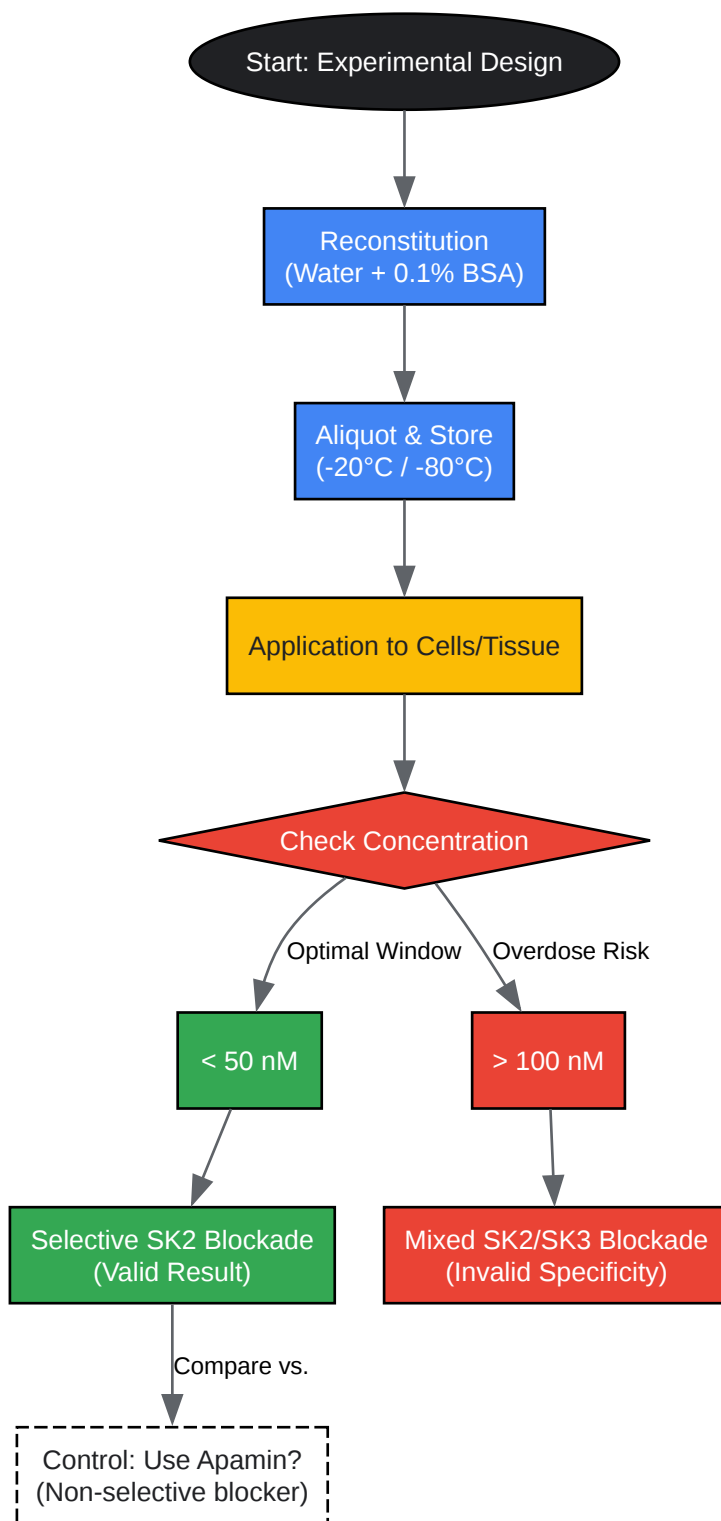 Start: Experimental Design
Reconstitution
(Water + 0.1% BSA)
Aliquot & Store
(-20°C / -80°C)
Application to Cells/Tissue
Check Concentration
Optimal Window
Overdose Risk
< 50 nM
> 100 nM
Selective SK2 Blockade
(Valid Result)
Mixed SK2/SK3 Blockade
(Invalid Specificity)
Compare vs.
Control: Use Apamin?
(Non-selective blocker)